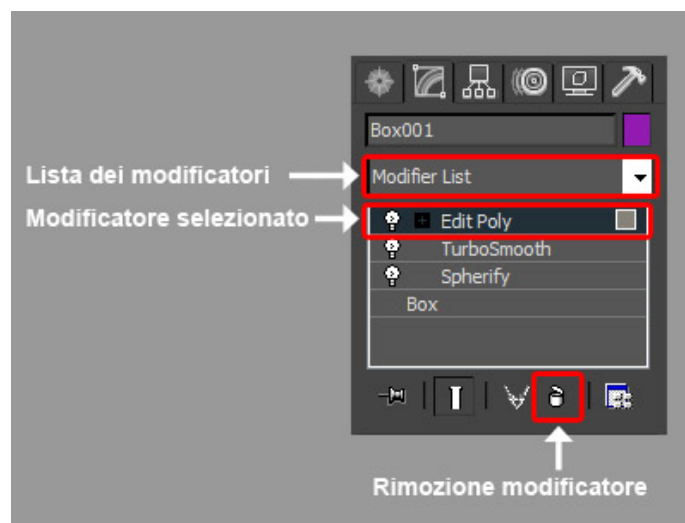 Box001
Lista dei modificatori
Modifier List
Modificatore selezionato
Edit Poly
TurboSmooth
Spherify
Box
Rimozione modificatore